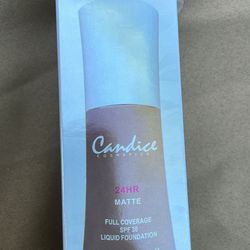 Candice
COSMETICS
24HR
MATTE
FULL COVERAGE
SPF 30
LIQUID FOUNDATION